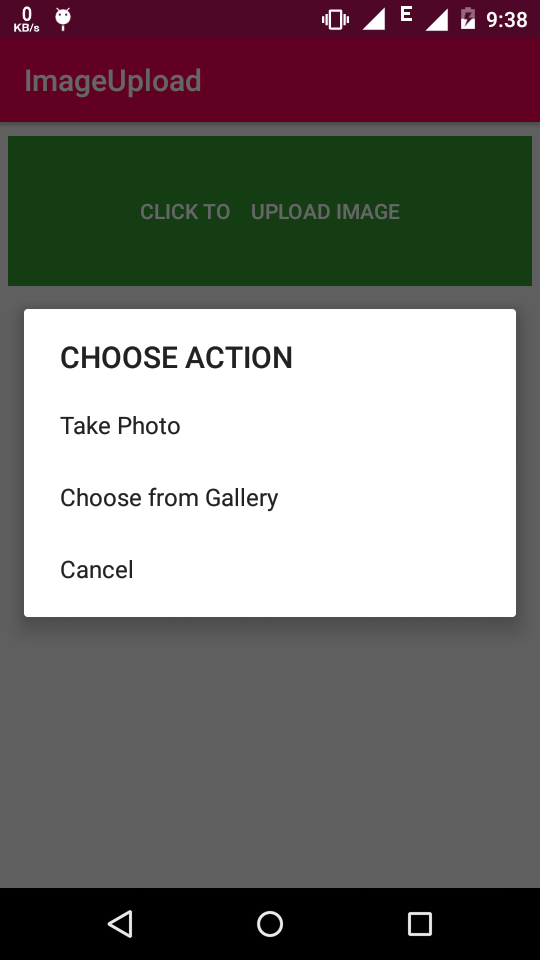 0
KB/s
E
9:38
ImageUpload
CLICK TO UPLOAD IMAGE
CHOOSE ACTION
Take Photo
Choose from Gallery
Cancel